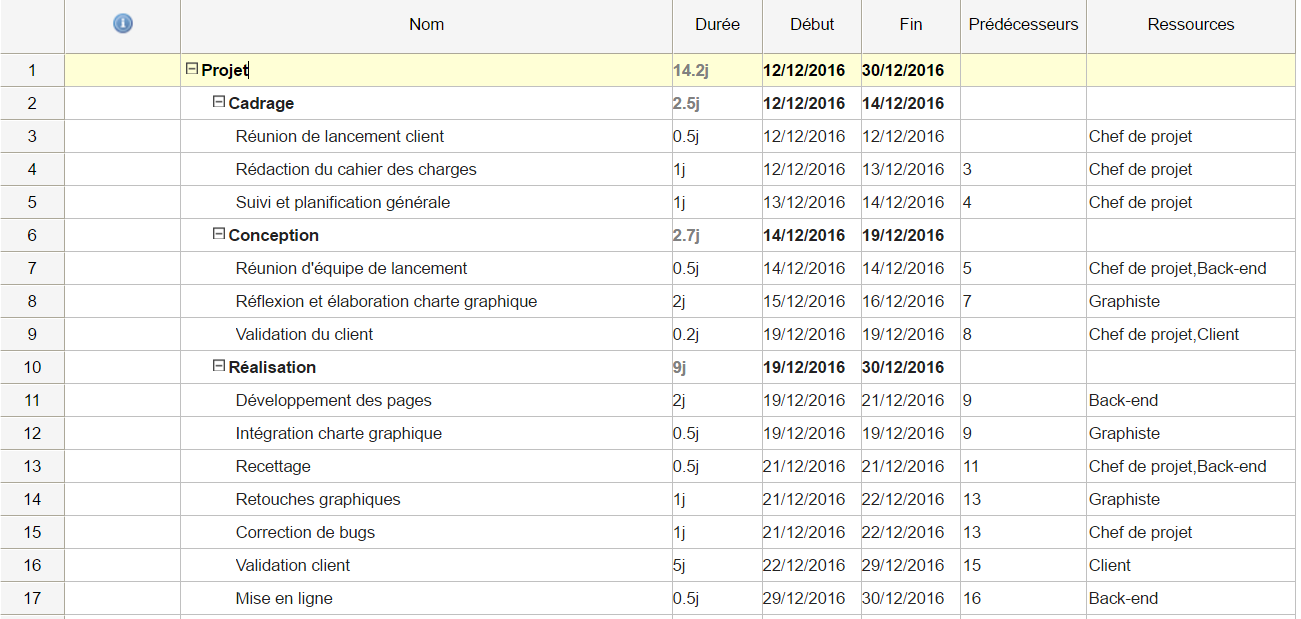 Nom Durée Début Fin Prédécesseurs Ressources
1 Projet 14.2j 12/12/2016 30/12/2016
2 Cadrage 2.5j 12/12/2016 14/12/2016
3 Réunion de lancement client 0.5j 12/12/2016 12/12/2016 Chef de projet
4 Rédaction du cahier des charges 1j 12/12/2016 13/12/2016 3 Chef de projet
5 Suivi et planification générale 1j 13/12/2016 14/12/2016 4 Chef de projet
6 Conception 2.7j 14/12/2016 19/12/2016
7 Réunion d'équipe de lancement 0.5j 14/12/2016 14/12/2016 5 Chef de projet,Back-end
8 Réflexion et élaboration charte graphique 2j 15/12/2016 16/12/2016 7 Graphiste
9 Validation du client 0.2j 19/12/2016 19/12/2016 8 Chef de projet,Client
10 Réalisation 9j 19/12/2016 30/12/2016
11 Développement des pages 2j 19/12/2016 21/12/2016 9 Back-end
12 Intégration charte graphique 0.5j 19/12/2016 19/12/2016 9 Graphiste
13 Recettage 0.5j 21/12/2016 21/12/2016 11 Chef de projet,Back-end
14 Retouches graphiques 1j 21/12/2016 22/12/2016 13 Graphiste
15 Correction de bugs 1j 21/12/2016 22/12/2016 13 Chef de projet
16 Validation client 5j 22/12/2016 29/12/2016 15 Client
17 Mise en ligne 0.5j 29/12/2016 30/12/2016 16 Back-end